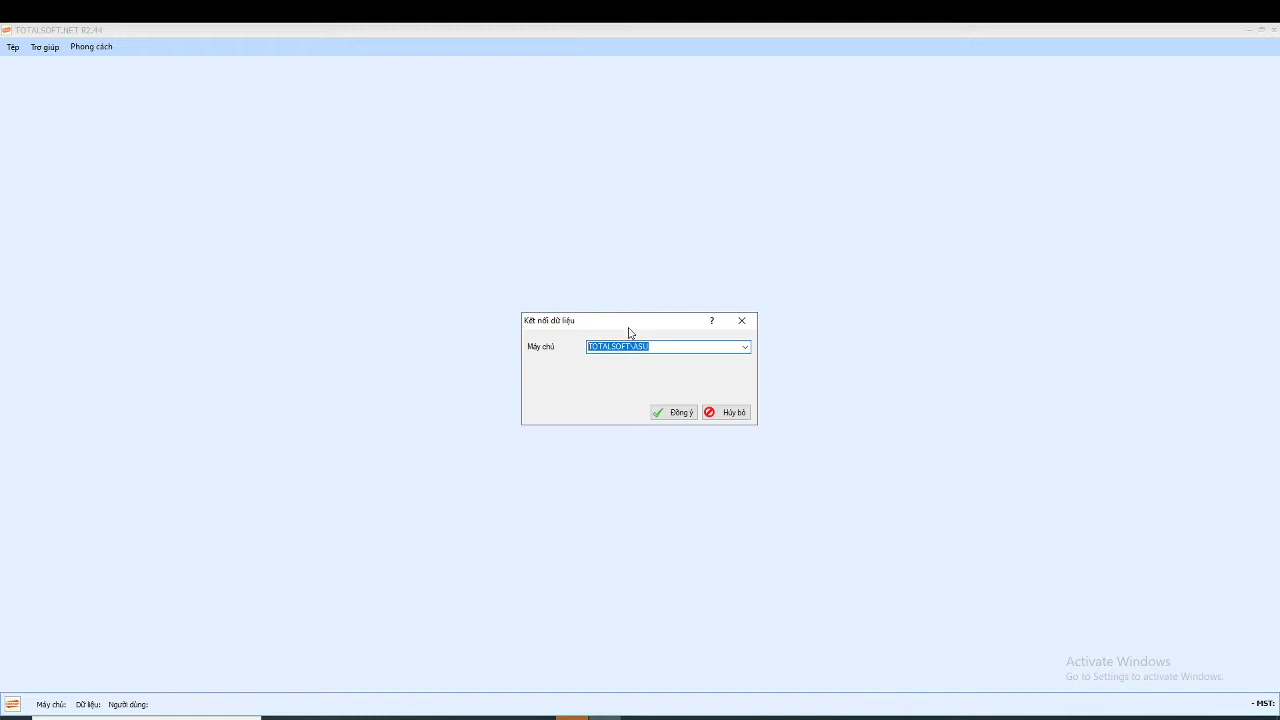 TOTALSOFT.NET R2.44
Tệp Trợ giúp Phong cách
Kết nối dữ liệu ?
Máy chủ TOTALSOFT\ASU
Đồng ý Hủy bỏ
Activate Windows
Go to Settings to activate Windows.
Máy chủ: Dữ liệu: Người dùng: - MST: